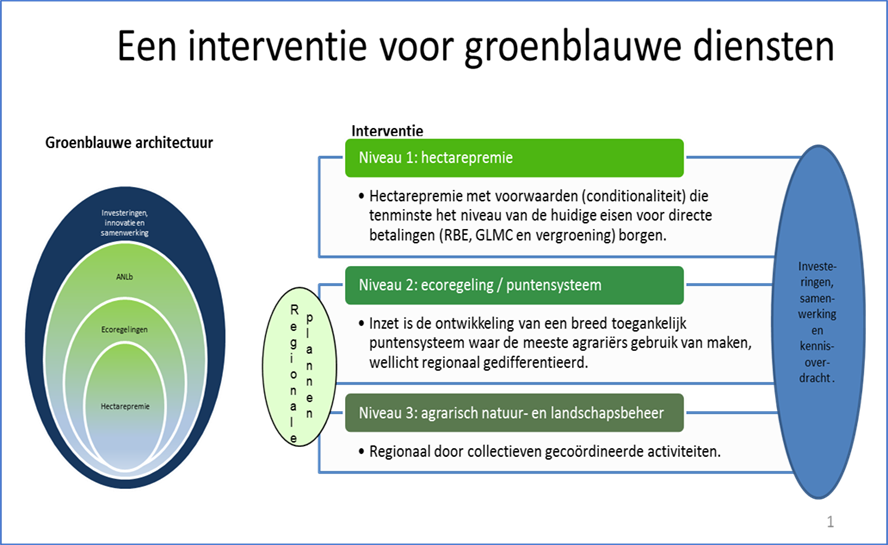 Een interventie voor groenblauwe diensten
Groenblauwe architectuur
Investeringen,
innovatie en
samenwerking
ANLb
Ecoregelingen
Hectarepremie
Interventie
Niveau 1: hectarepremie
• Hectarepremie met voorwaarden (conditionaliteit) die
tenminste het niveau van de huidige eisen voor directe
betalingen (RBE, GLMC en vergroening) borgen.
Niveau 2: ecoregeling / puntensysteem
• Inzet is de ontwikkeling van een breed toegankelijk
puntensysteem waar de meeste agrariërs gebruik van maken,
wellicht regionaal gedifferentieerd.
Niveau 3: agrarisch natuur- en landschapsbeheer
• Regionaal door collectieven gecoördineerde activiteiten.
Regionale
plannen
Investe-
ringen,
samen-
werking
en
kennis-
over-
dracht.
1